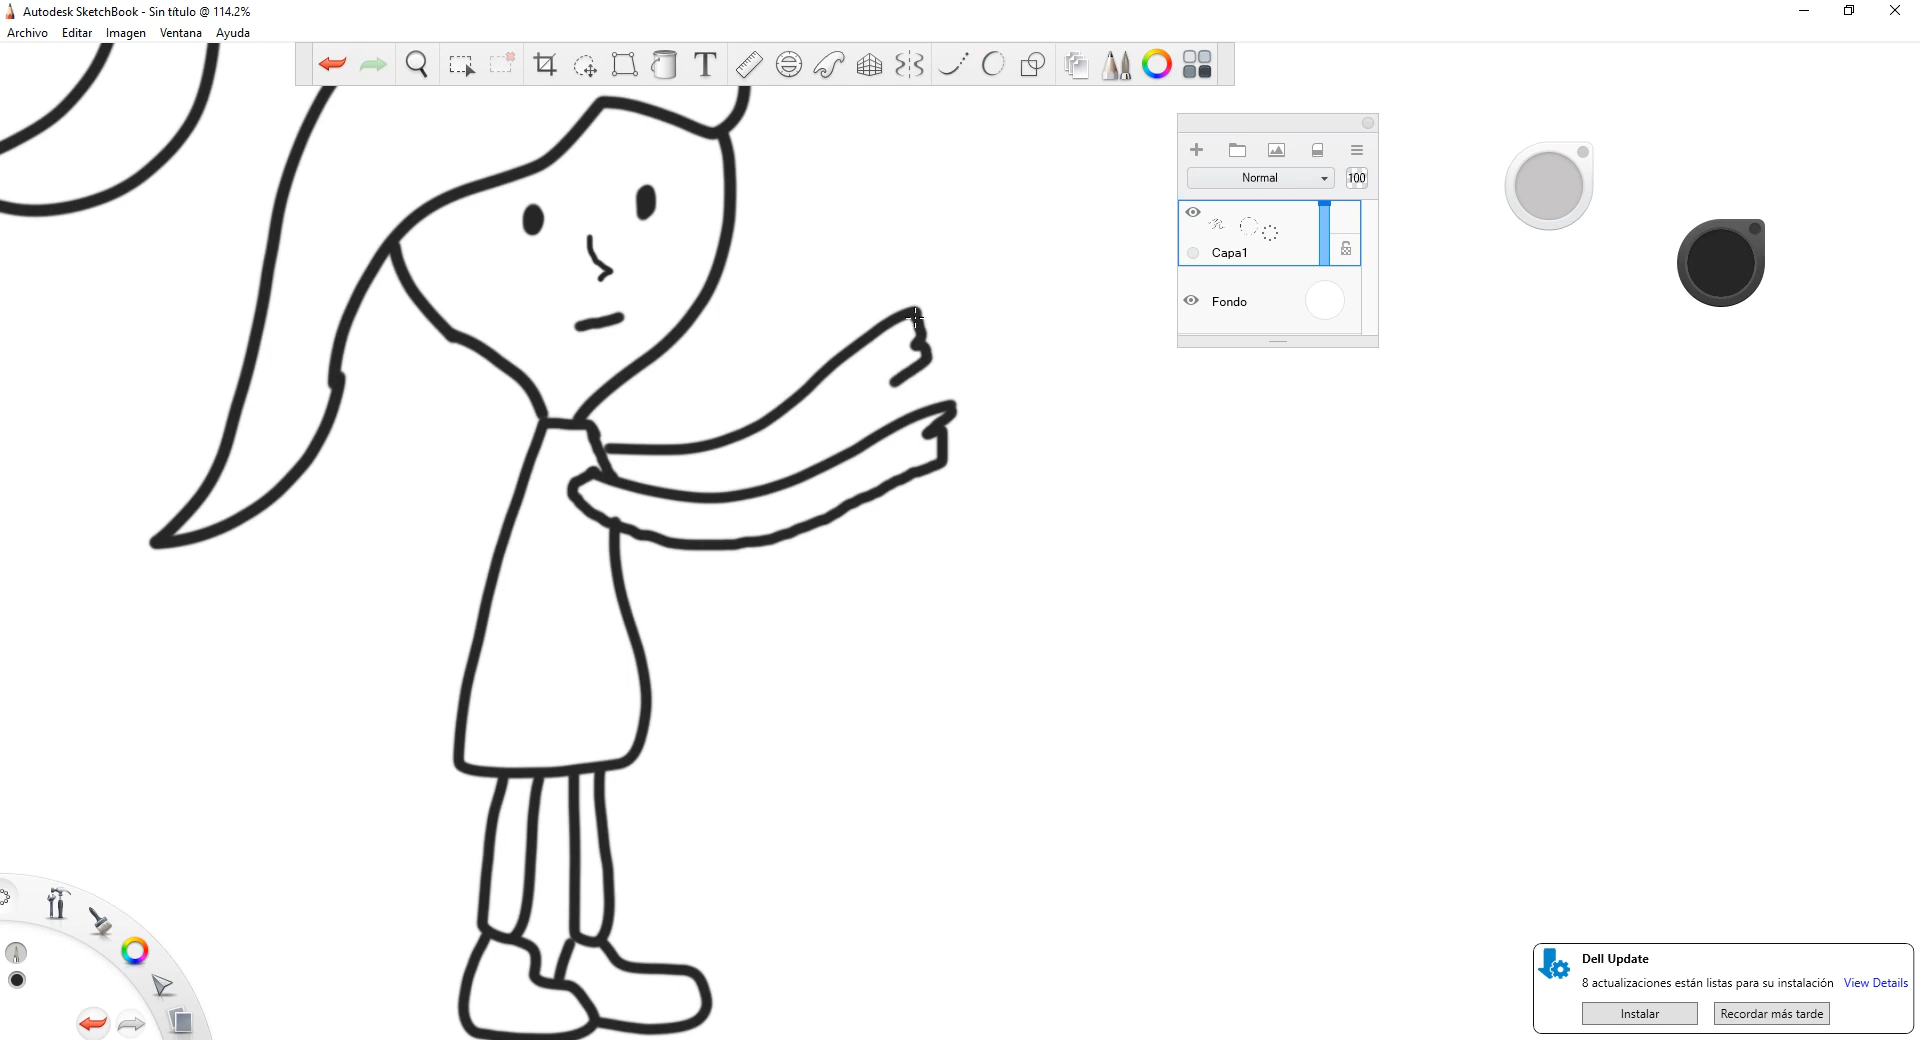 Autodesk SketchBook - Sin título @ 114.2%
Archivo Editar Imagen Ventana Ayuda
T
Normal 100
Capa1
Fondo
Dell Update
8 actualizaciones están listas para su instalación View Details
Instalar Recordar más tarde